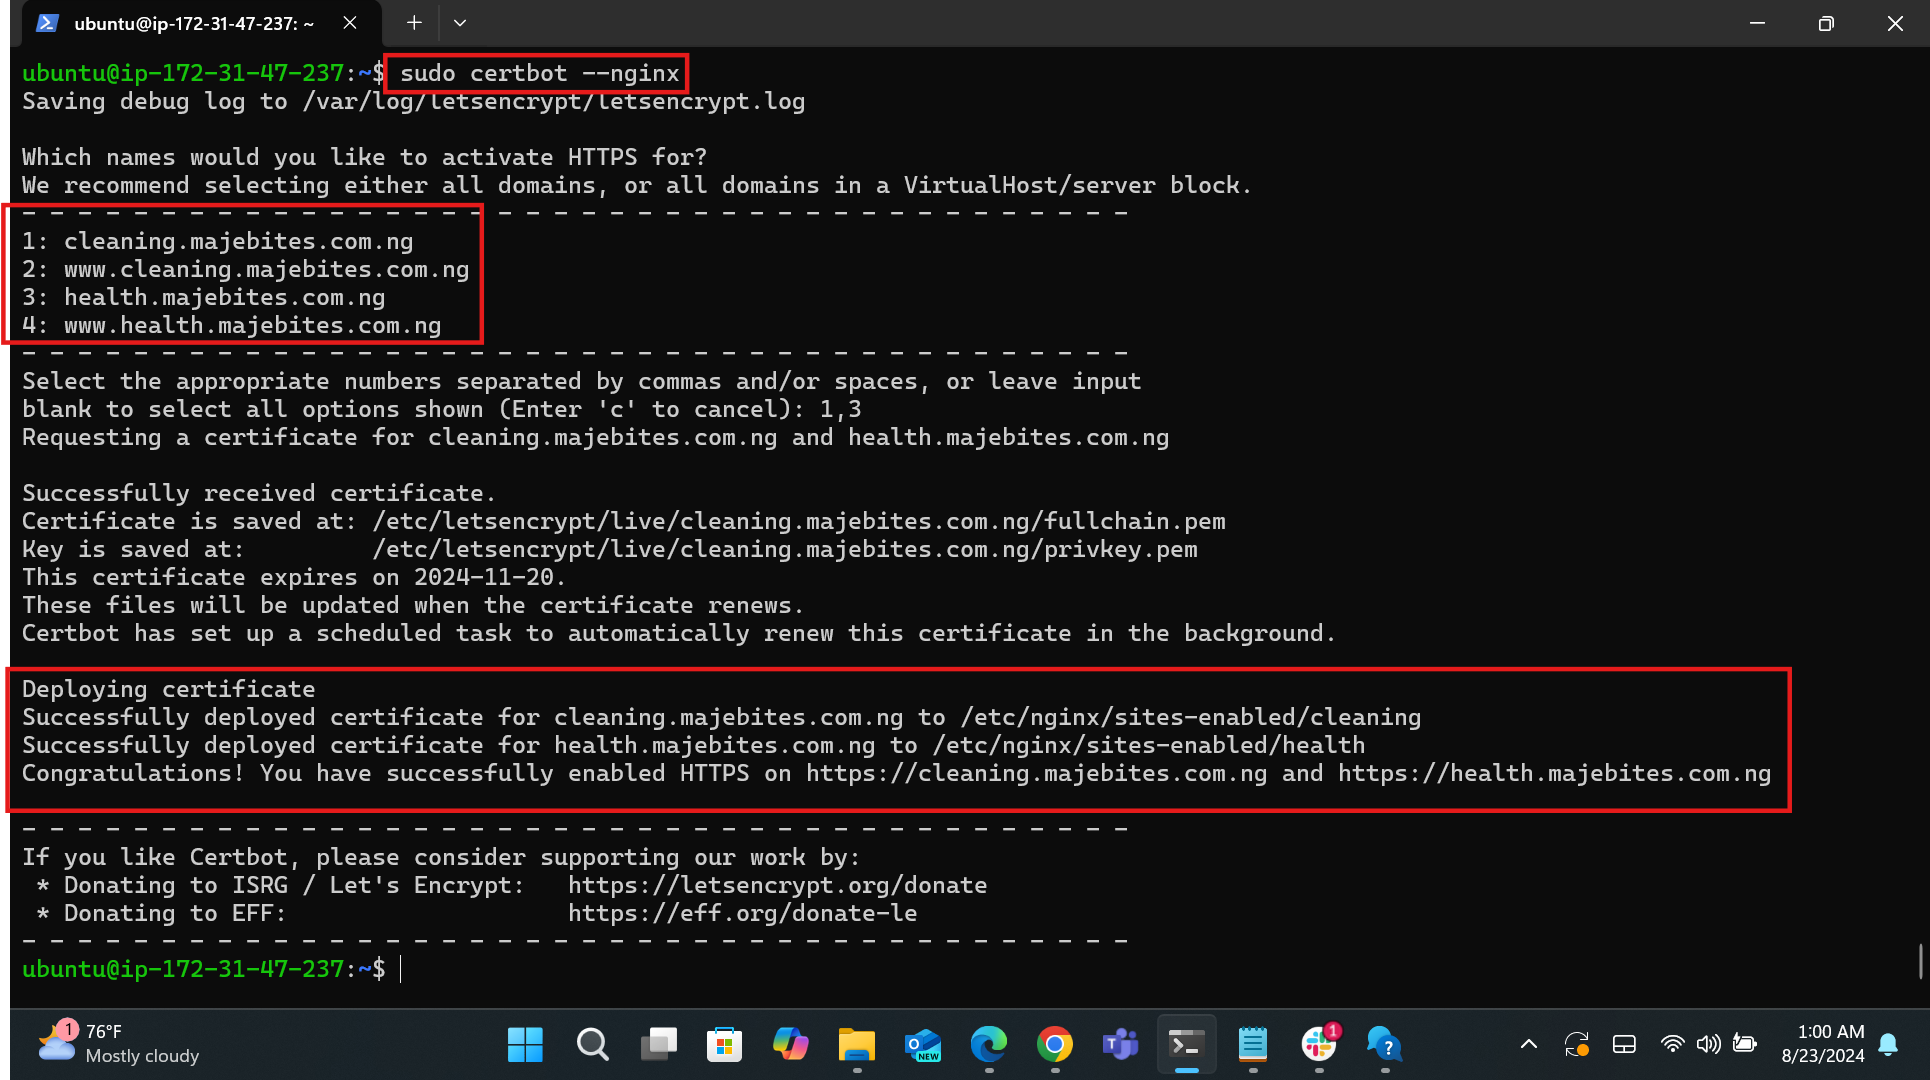 ubuntu@ip-172-31-47-237: ~
ubuntu@ip-172-31-47-237:~$ sudo certbot --nginx
Saving debug log to /var/log/letsencrypt/letsencrypt.log
Which names would you like to activate HTTPS for?
We recommend selecting either all domains, or all domains in a VirtualHost/server block.
- - - - - - - - - - - - - - - - - - - - - - - - - - - - - - - - - - - - - - - -
1: cleaning.majebites.com.ng
2: www.cleaning.majebites.com.ng
3: health.majebites.com.ng
4: www.health.majebites.com.ng
- - - - - - - - - - - - - - - - - - - - - - - - - - - - - - - - - - - - - - - -
Select the appropriate numbers separated by commas and/or spaces, or leave input
blank to select all options shown (Enter 'c' to cancel): 1,3
Requesting a certificate for cleaning.majebites.com.ng and health.majebites.com.ng
Successfully received certificate.
Certificate is saved at: /etc/letsencrypt/live/cleaning.majebites.com.ng/fullchain.pem
Key is saved at:         /etc/letsencrypt/live/cleaning.majebites.com.ng/privkey.pem
This certificate expires on 2024-11-20.
These files will be updated when the certificate renews.
Certbot has set up a scheduled task to automatically renew this certificate in the background.
Deploying certificate
Successfully deployed certificate for cleaning.majebites.com.ng to /etc/nginx/sites-enabled/cleaning
Successfully deployed certificate for health.majebites.com.ng to /etc/nginx/sites-enabled/health
Congratulations! You have successfully enabled HTTPS on https://cleaning.majebites.com.ng and https://health.majebites.com.ng
- - - - - - - - - - - - - - - - - - - - - - - - - - - - - - - - - - - - - - - -
If you like Certbot, please consider supporting our work by:
 * Donating to ISRG / Let's Encrypt:   https://letsencrypt.org/donate
 * Donating to EFF:                    https://eff.org/donate-le
- - - - - - - - - - - - - - - - - - - - - - - - - - - - - - - - - - - - - - - -
ubuntu@ip-172-31-47-237:~$
1
76°F
Mostly cloudy
O
NEW
T
1
?
1:00 AM
8/23/2024